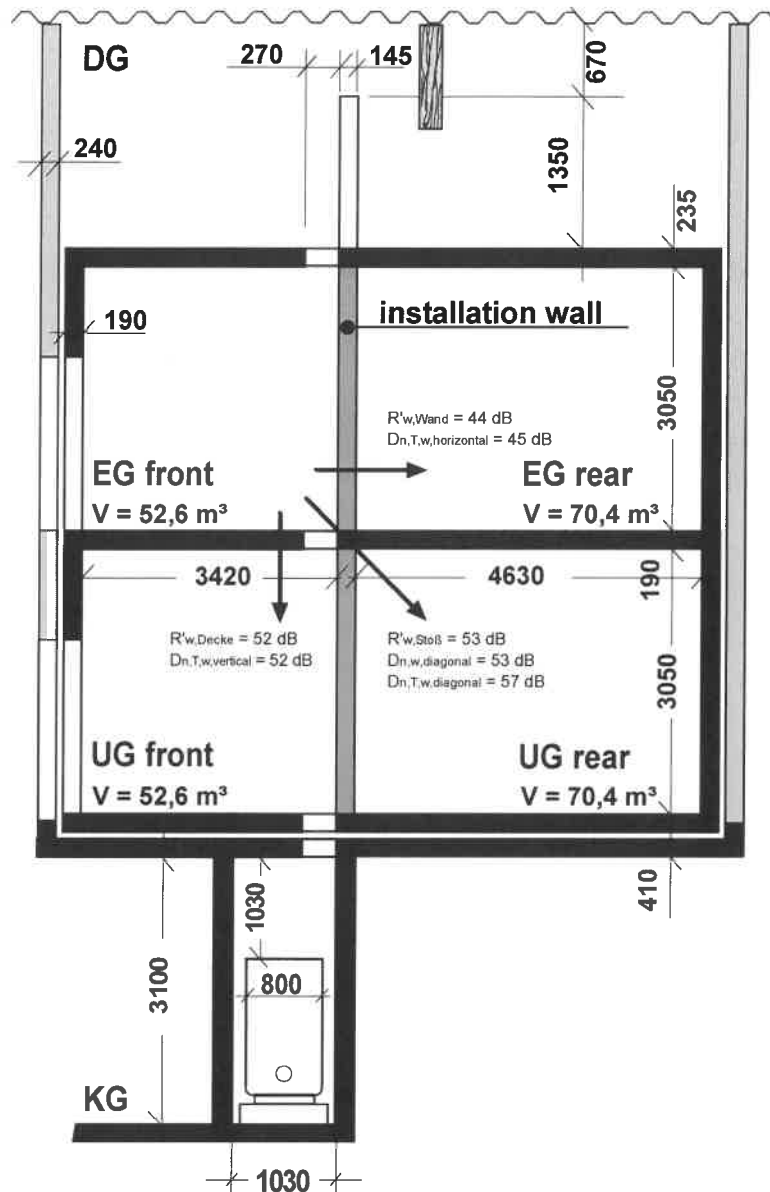 DG
270
145
670
240
1350
235
190
installation wall
3050
R'w,Wand = 44 dB
Dn,T,w,horizontal = 45 dB
EG front
EG rear
V = 52,6 m³
V = 70,4 m³
3420
4630
190
R'w,Decke = 52 dB
Dn,T,w,vertical = 52 dB
R'w,Stoß = 53 dB
Dn,w,diagonal = 53 dB
Dn,T,w,diagonal = 57 dB
3050
UG front
UG rear
V = 52,6 m³
V = 70,4 m³
1030
410
3100
800
KG
1030